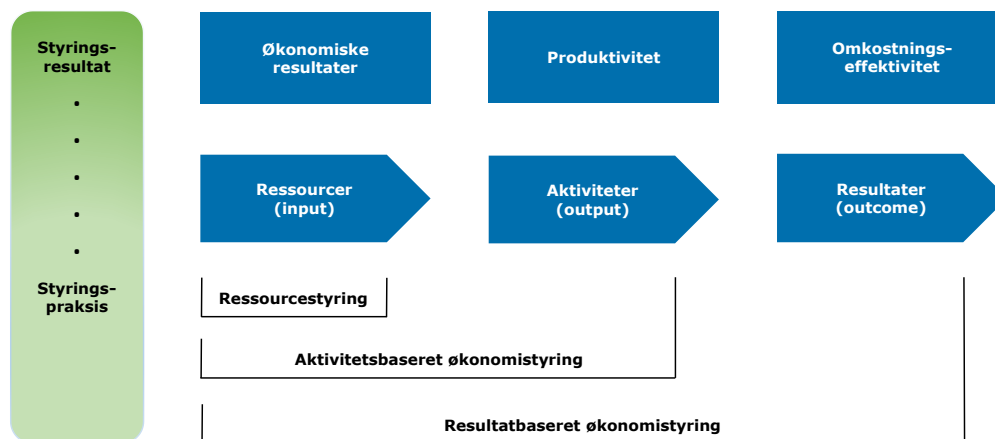 Styrings-
resultat
•
•
•
•
•
Styrings-
praksis
Økonomiske
resultater
Produktivitet
Omkostnings-
effektivitet
Ressourcer
(input)
Aktiviteter
(output)
Resultater
(outcome)
Ressourcestyring
Aktivitetsbaseret økonomistyring
Resultatbaseret økonomistyring